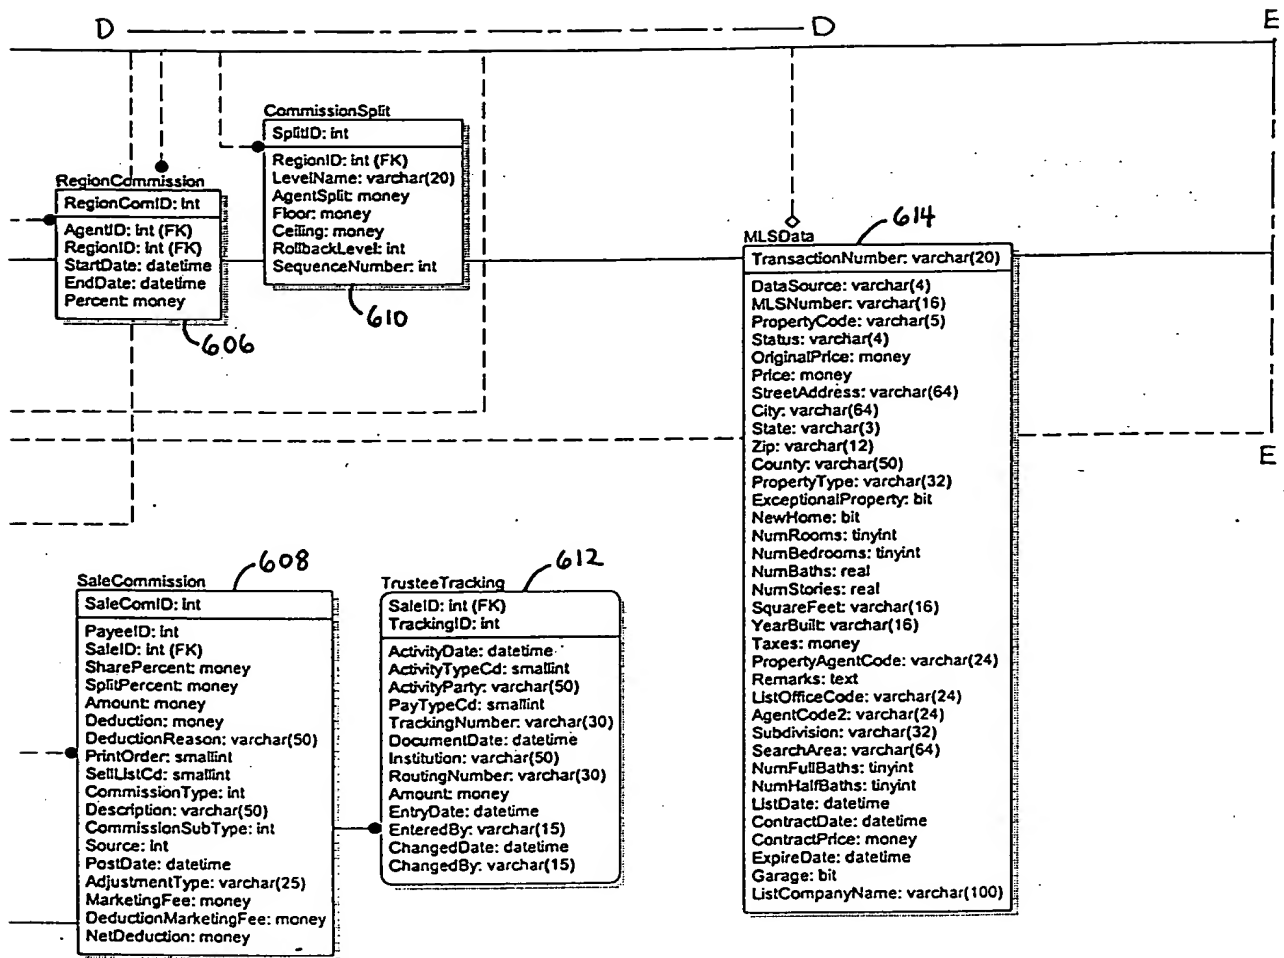 D D E
CommissionSplit
SplitID: int
RegionID: int (FK)
LevelName: varchar(20)
AgentSplit: money
Floor: money
Ceiling: money
RollbackLevel: int
SequenceNumber: int
610
RegionCommission
RegionComID: int
AgentID: int (FK)
RegionID: int (FK)
StartDate: datetime
EndDate: datetime
Percent: money
606
614
MLSData
TransactionNumber: varchar(20)
DataSource: varchar(4)
MLSNumber: varchar(16)
PropertyCode: varchar(5)
Status: varchar(4)
OriginalPrice: money
Price: money
StreetAddress: varchar(64)
City: varchar(64)
State: varchar(3)
Zip: varchar(12)
County: varchar(50)
PropertyType: varchar(32)
ExceptionalProperty: bit
NewHome: bit
NumRooms: tinyint
NumBedrooms: tinyint
NumBaths: real
NumStories: real
SquareFeet: varchar(16)
YearBuilt: varchar(16)
Taxes: money
PropertyAgentCode: varchar(24)
Remarks: text
ListOfficeCode: varchar(24)
AgentCode2: varchar(24)
Subdivision: varchar(32)
SearchArea: varchar(64)
NumFullBaths: tinyint
NumHalfBaths: tinyint
ListDate: datetime
ContractDate: datetime
ContractPrice: money
ExpireDate: datetime
Garage: bit
ListCompanyName: varchar(100)
E
608
SaleCommission
SaleComID: int
PayeeID: int
SaleID: int (FK)
SharePercent: money
SplitPercent: money
Amount: money
Deduction: money
DeductionReason: varchar(50)
PrintOrder: smallint
SellListCd: smallint
CommissionType: int
Description: varchar(50)
CommissionSubType: int
Source: int
PostDate: datetime
AdjustmentType: varchar(25)
MarketingFee: money
DeductionMarketingFee: money
NetDeduction: money
612
TrusteeTracking
SaleID: int (FK)
TrackingID: int
ActivityDate: datetime
ActivityTypeCd: smallint
ActivityParty: varchar(50)
PayTypeCd: smallint
TrackingNumber: varchar(30)
DocumentDate: datetime
Institution: varchar(50)
RoutingNumber: varchar(30)
Amount: money
EntryDate: datetime
EnteredBy: varchar(15)
ChangedDate: datetime
ChangedBy: varchar(15)